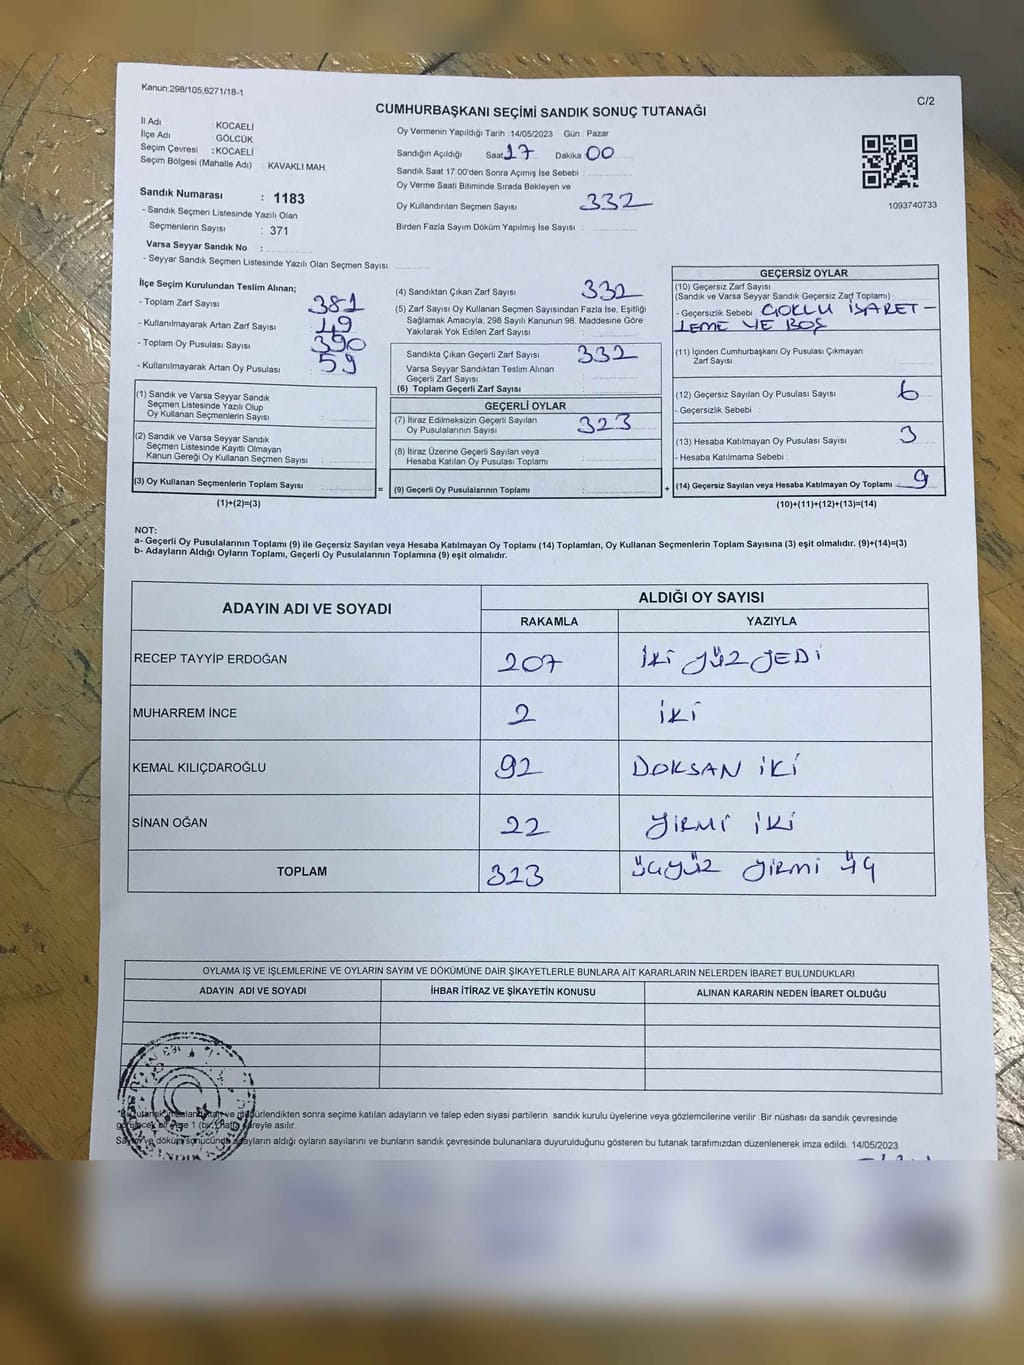 Kanun.298/105,6271/18-1
C/2
CUMHURBAŞKANI SEÇİMİ SANDIK SONUÇ TUTANAĞI
İl Adı : KOCAELİ
İlçe Adı : GÖLCÜK
Seçim Çevresi : KOCAELİ
Seçim Bölgesi (Mahalle Adı) : KAVAKLI MAH.
Sandık Numarası : 1183
- Sandık Seçmen Listesinde Yazılı Olan
Seçmenlerin Sayısı : 371
Varsa Seyyar Sandık No :
- Seyyar Sandık Seçmen Listesinde Yazılı Olan Seçmen Sayısı:
Oy Vermenin Yapıldığı Tarih :14/05/2023 Gün : Pazar
Sandığın Açıldığı Saat 17 Dakika 00
Sandık Saat 17.00'den Sonra Açımış İse Sebebi :
Oy Verme Saati Bitiminde Sırada Bekleyen ve
Oy Kullandırılan Seçmen Sayısı 332
Birden Fazla Sayım Döküm Yapılmış İse Sayısı :
1093740733
İlçe Seçim Kurulundan Teslim Alınan;
- Toplam Zarf Sayısı 381
- Kullanılmayarak Artan Zarf Sayısı : 49
- Toplam Oy Pusulası Sayısı 390
- Kullanılmayarak Artan Oy Pusulası : 59
(1) Sandık ve Varsa Seyyar Sandık
Seçmen Listesinde Yazılı Olup
Oy Kullanan Seçmenlerin Sayısı :
(2) Sandık ve Varsa Seyyar Sandık
Seçmen Listesinde Kayıtlı Olmayan
Kanun Gereği Oy Kullanan Seçmen Sayısı :
(3) Oy Kullanan Seçmenlerin Toplam Sayısı :
(1)+(2)=(3)
(4) Sandıktan Çıkan Zarf Sayısı 332
(5) Zarf Sayısı Oy Kullanan Seçmen Sayısından Fazla İse, Eşitliği
Sağlamak Amacıyla, 298 Sayılı Kanunun 98. Maddesine Göre
Yakılarak Yok Edilen Zarf Sayısı :
Sandıkta Çıkan Geçerli Zarf Sayısı 332
Varsa Seyyar Sandıktan Teslim Alınan
Geçerli Zarf Sayısı :
(6) Toplam Geçerli Zarf Sayısı
GEÇERLİ OYLAR
(7) İtiraz Edilmeksizin Geçerli Sayılan
Oy Pusulalarının Sayısı 323
(8) İtiraz Üzerine Geçerli Sayılan veya
Hesaba Katılan Oy Pusulası Toplamı :
= (9) Geçerli Oy Pusulalarının Toplamı : +
GEÇERSİZ OYLAR
(10) Geçersiz Zarf Sayısı
(Sandık ve Varsa Seyyar Sandık Geçersiz Zarf Toplamı) :
- Geçersizlik Sebebi ÇOKLU İŞARET-
LEME VE BOŞ
(11) İçinden Cumhurbaşkanı Oy Pusulası Çıkmayan
Zarf Sayısı
(12) Geçersiz Sayılan Oy Pusulası Sayısı 6
- Geçersizlik Sebebi :
(13) Hesaba Katılmayan Oy Pusulası Sayısı 3
- Hesaba Katılmama Sebebi :
(14) Geçersiz Sayılan veya Hesaba Katılmayan Oy Toplamı 9
(10)+(11)+(12)+(13)=(14)
NOT:
a- Geçerli Oy Pusulalarının Toplamı (9) ile Geçersiz Sayılan veya Hesaba Katılmayan Oy Toplamı (14) Toplamları, Oy Kullanan Seçmenlerin Toplam Sayısına (3) eşit olmalıdır. (9)+(14)=(3)
b- Adayların Aldığı Oyların Toplamı, Geçerli Oy Pusulalarının Toplamına (9) eşit olmalıdır.
ADAYIN ADI VE SOYADI ALDIĞI OY SAYISI
RAKAMLA YAZIYLA
RECEP TAYYİP ERDOĞAN 207 İKİ YÜZ YEDİ
MUHARREM İNCE 2 İKİ
KEMAL KILIÇDAROĞLU 92 DOKSAN İKİ
SİNAN OĞAN 22 YİRMİ İKİ
TOPLAM 323 ÜÇYÜZ YİRMİ ÜÇ
OYLAMA İŞ VE İŞLEMLERİNE VE OYLARIN SAYIM VE DÖKÜMÜNE DAİR ŞİKAYETLERLE BUNLARA AİT KARARLARIN NELERDEN İBARET BULUNDUKLARI
ADAYIN ADI VE SOYADI İHBAR İTİRAZ VE ŞİKAYETİN KONUSU ALINAN KARARIN NEDEN İBARET OLDUĞU
tutanak imzalandıktan ve mühürlendikten sonra seçime katılan adayların ve talep eden siyasi partilerin sandık kurulu üyelerine veya gözlemcilerine verilir. Bir nüshası da sandık çevresinde
1 (bir) hafta süreyle asılır.
Sayım ve döküm sonucunda adayların aldığı oyların sayılarını ve bunların sandık çevresinde bulunanlara duyurulduğunu gösteren bu tutanak tarafımızdan düzenlenerek imza edildi. 14/05/2023